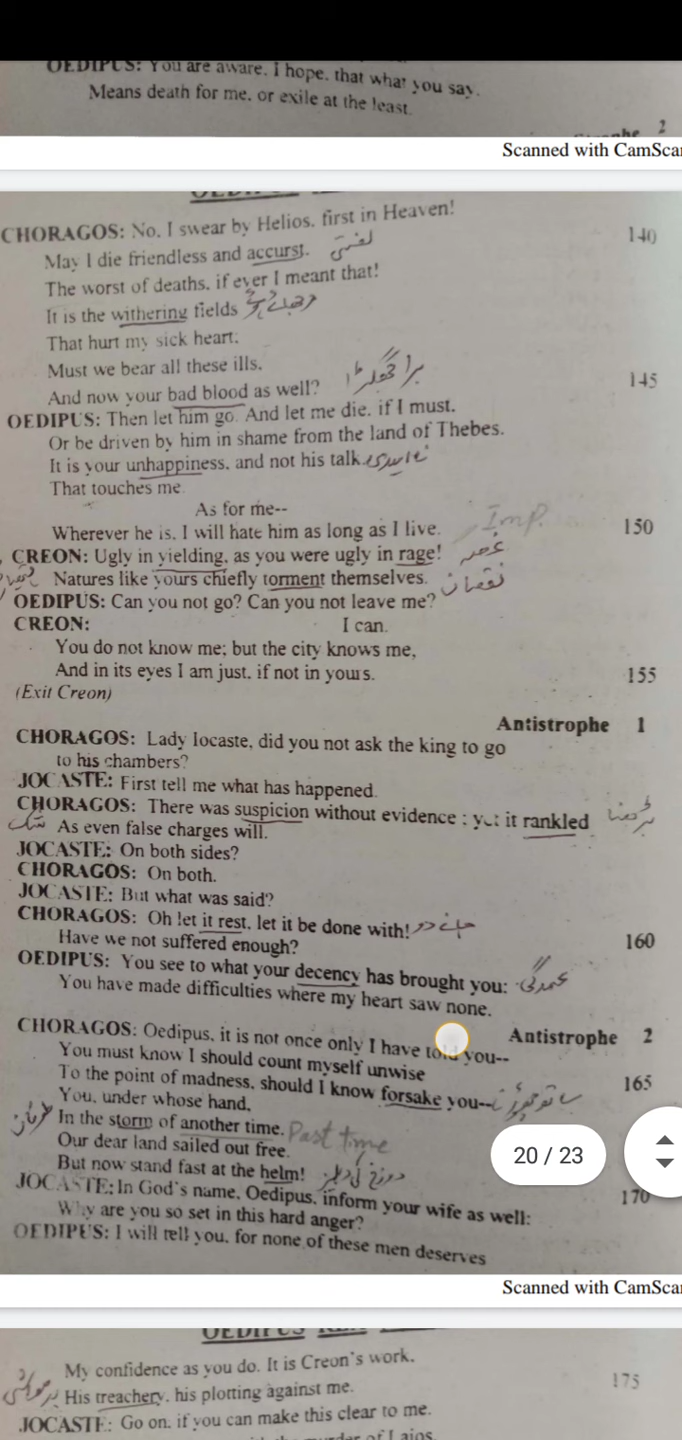 OEDIPUS: You are aware, I hope, that what you say.
Means death for me, or exile at the least.
2
Scanned with CamScan
CHORAGOS: No, I swear by Helios, first in Heaven!
140
May I die friendless and accurst.
لعنتی
The worst of deaths, if ever I meant that!
It is the withering fields
That hurt my sick heart:
Must we bear all these ills,
And now your bad blood as well?
145
OEDIPUS: Then let him go. And let me die, if I must.
Or be driven by him in shame from the land of Thebes.
It is your unhappiness, and not his talk
That touches me.
As for me--
Wherever he is, I will hate him as long as I live.
Imp.
150
CREON: Ugly in yielding, as you were ugly in rage!
غصہ
Natures like yours chiefly torment themselves.
نقصان
OEDIPUS: Can you not go? Can you not leave me?
CREON: I can.
You do not know me; but the city knows me,
And in its eyes I am just, if not in yours.
155
(Exit Creon)
Antistrophe 1
CHORAGOS: Lady Iocaste, did you not ask the king to go
to his chambers?
JOCASTE: First tell me what has happened.
CHORAGOS: There was suspicion without evidence : yet it rankled
شک As even false charges will.
JOCASTE: On both sides?
CHORAGOS: On both.
JOCASTE: But what was said?
CHORAGOS: Oh let it rest, let it be done with!
جانے دو
Have we not suffered enough?
160
OEDIPUS: You see to what your decency has brought you:
عمدگی
You have made difficulties where my heart saw none.
Antistrophe 2
CHORAGOS: Oedipus, it is not once only I have told you--
You must know I should count myself unwise
To the point of madness, should I know forsake you--
165
You, under whose hand,
In the storm of another time.
Past time
Our dear land sailed out free.
But now stand fast at the helm!
20 / 23
JOCASTE: In God's name, Oedipus, inform your wife as well:
170
Why are you so set in this hard anger?
OEDIPUS: I will tell you, for none of these men deserves
Scanned with CamScan
OEDIPUS
My confidence as you do. It is Creon's work.
His treachery, his plotting against me.
175
JOCASTE: Go on, if you can make this clear to me.
of Laios.